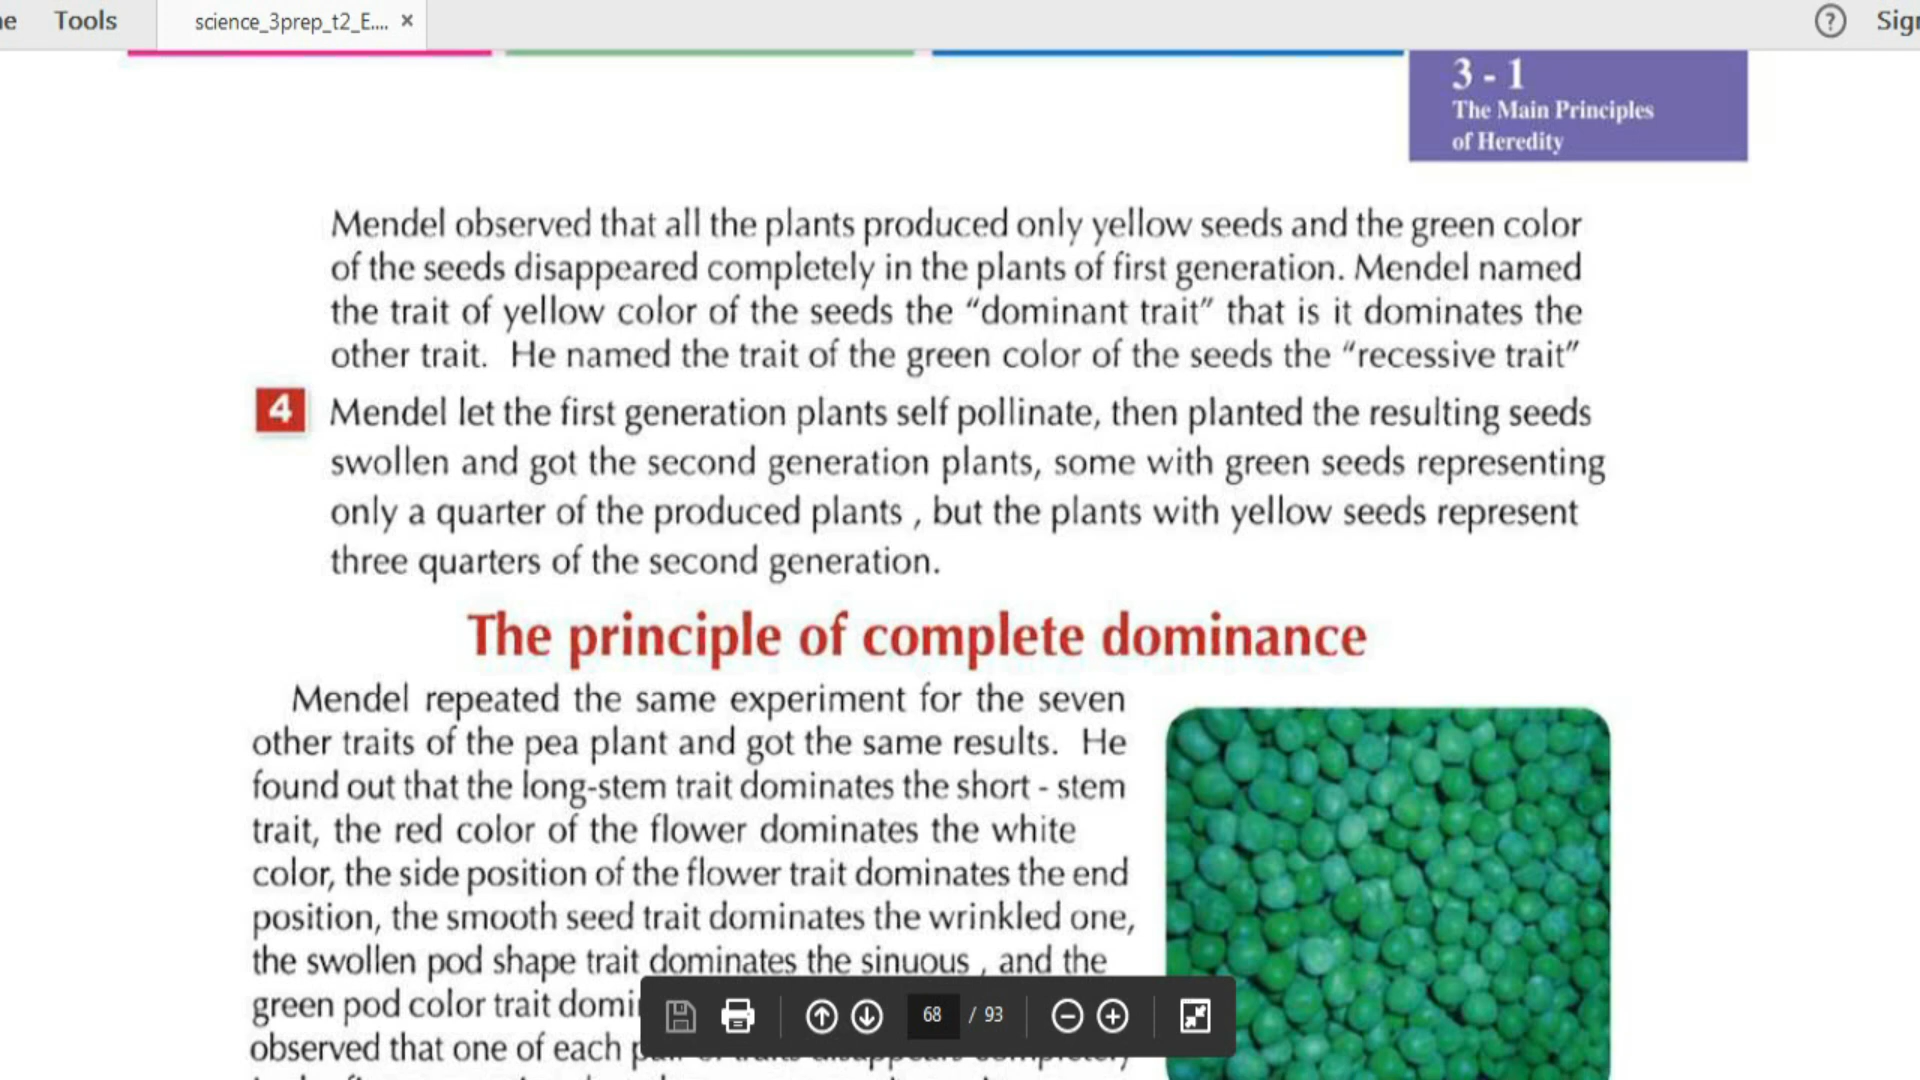 Tools
science_3prep_t2_E....
3 - 1
The Main Principles
of Heredity
Mendel observed that all the plants produced only yellow seeds and the green color
of the seeds disappeared completely in the plants of first generation. Mendel named
the trait of yellow color of the seeds the “dominant trait” that is it dominates the
other trait. He named the trait of the green color of the seeds the “recessive trait”
4 Mendel let the first generation plants self pollinate, then planted the resulting seeds
swollen and got the second generation plants, some with green seeds representing
only a quarter of the produced plants , but the plants with yellow seeds represent
three quarters of the second generation.
The principle of complete dominance
Mendel repeated the same experiment for the seven
other traits of the pea plant and got the same results. He
found out that the long-stem trait dominates the short - stem
trait, the red color of the flower dominates the white
color, the side position of the flower trait dominates the end
position, the smooth seed trait dominates the wrinkled one,
the swollen pod shape trait dominates the sinuous , and the
green pod color trait
observed that one of each
68 / 93